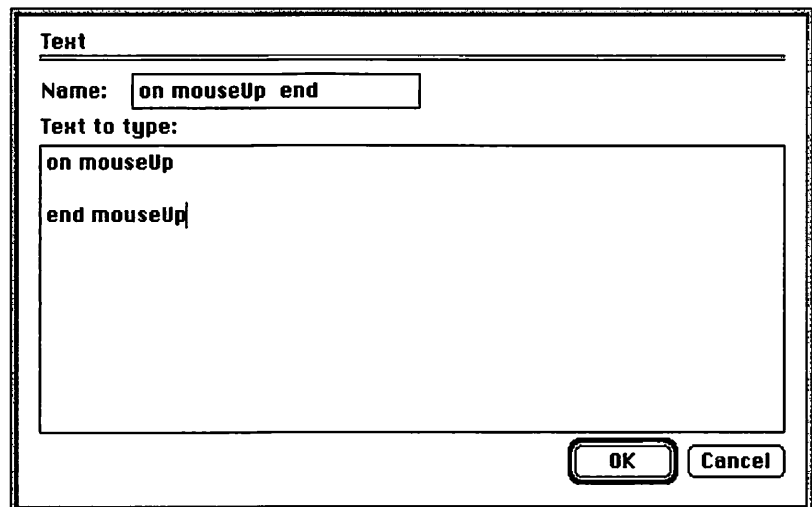 Text
Name: on mouseUp end
Text to type:
on mouseUp
end mouseUp
OK Cancel